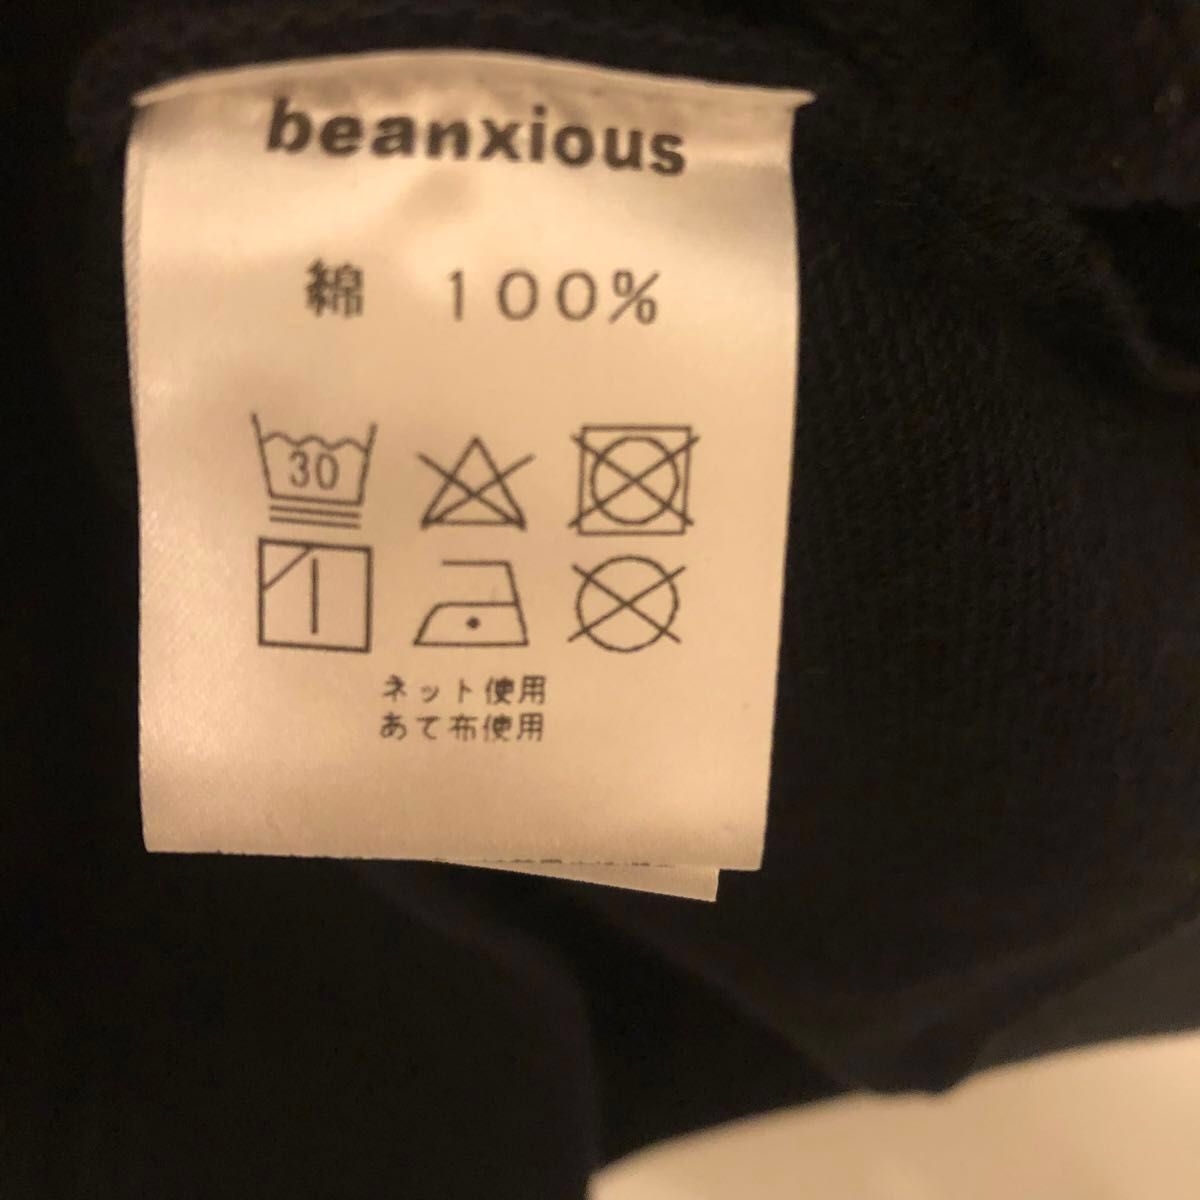 beanxious
綿 100%
30
ネット使用
あて布使用